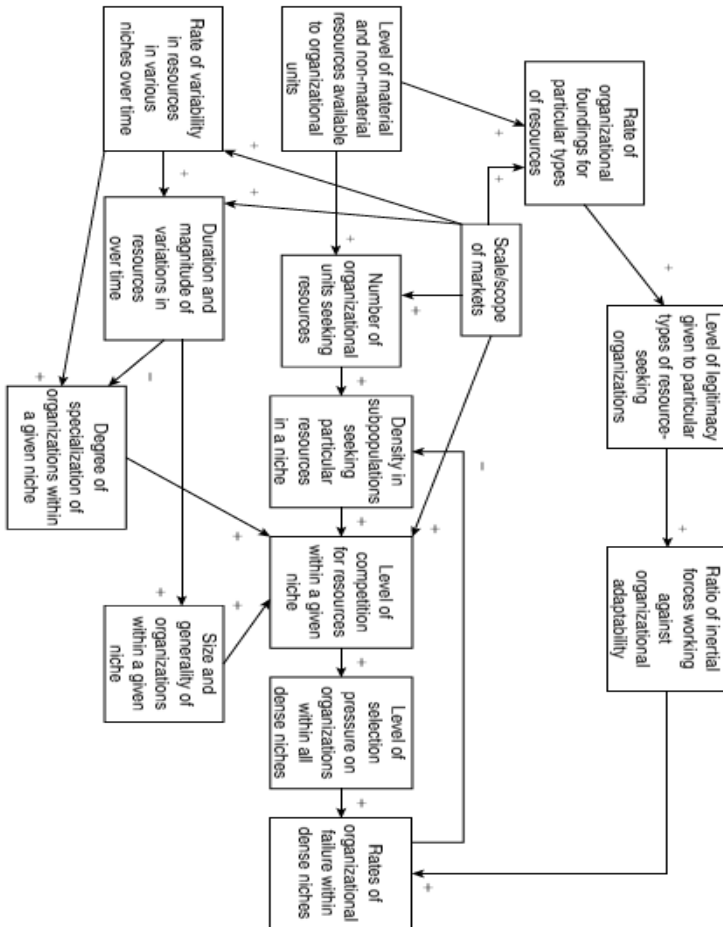 Rate of
organizational
foundings for
particular types
of resources
+
Level of legitimacy
given to particular
types of resource-
seeking
organizations
+
Ratio of inertial
forces working
against
organizational
adaptability
+
+
+
Scale/scope
of markets
+
+
−
Level of material
and non-material
resources available
to organizational
units
+
Number of
organizational
units seeking
resources
+
Density in
subpopulations
seeking
particular
resources
in a niche
+
Level of
competition
for resources
within a given
niche
+
Level of
selection
pressure on
organizations
within all
dense niches
+
Rates of
organizational
failure within
dense niches
+
+
+
+
Rate of variability
in resources
in various
niches over time
+
Duration and
magnitude of
variations in
resources
over time
−
+
Size and
generality of
organizations
within a given
niche
+
Degree of
specialization of
organizations within
a given niche